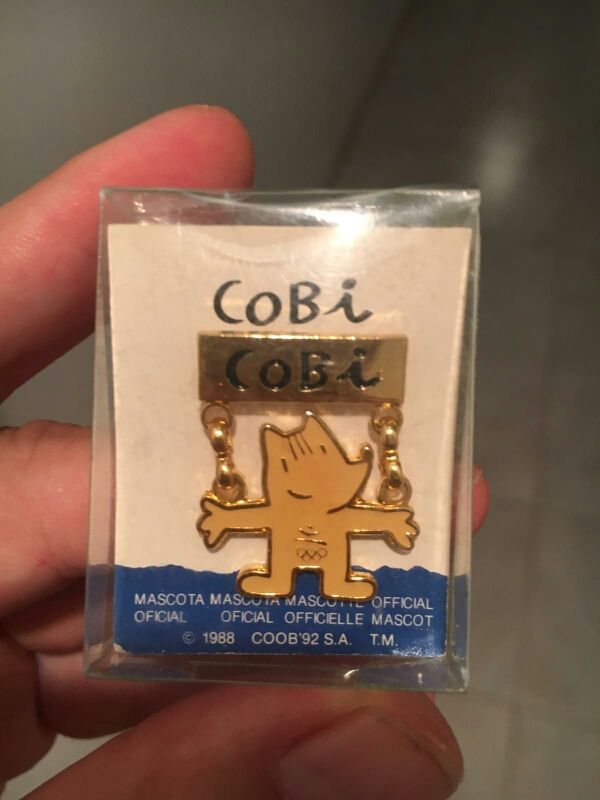 CoBi
CoBi
MASCOTA MASCOTA MASCOTTE OFFICIAL
OFICIAL OFICIAL OFFICIELLE MASCOT
© 1988 COOB'92 S.A. T.M.